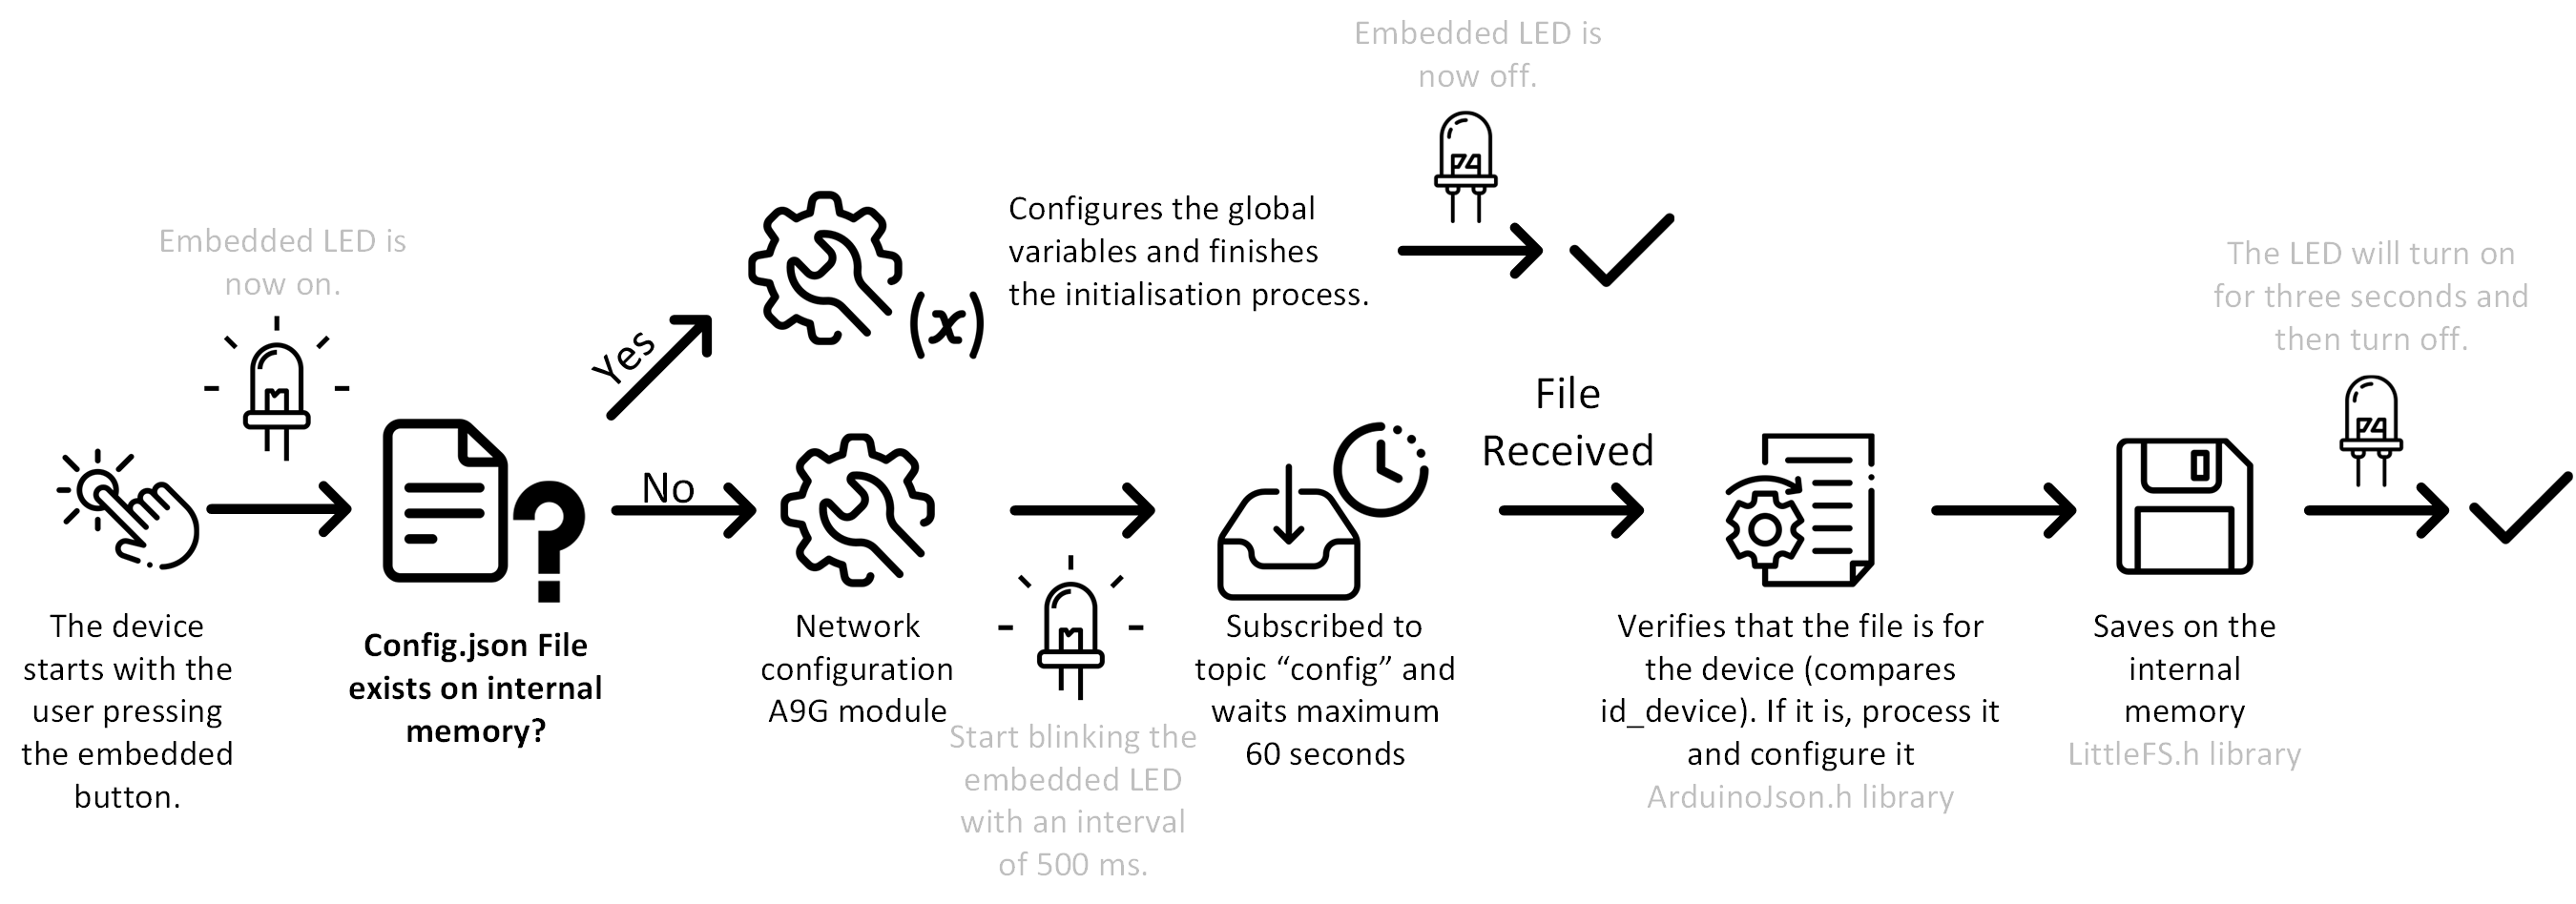 Embedded LED is
now on.
The device
starts with the
user pressing
the embedded
button.
Config.json File
exists on internal
memory?
Yes
(x)
Configures the global
variables and finishes
the initialisation process.
Embedded LED is
now off.
No
Network
configuration
A9G module
Start blinking the
embedded LED
with an interval
of 500 ms.
Subscribed to
topic “config” and
waits maximum
60 seconds
File
Received
Verifies that the file is for
the device (compares
id_device). If it is, process it
and configure it
ArduinoJson.h library
Saves on the
internal
memory
LittleFS.h library
The LED will turn on
for three seconds and
then turn off.